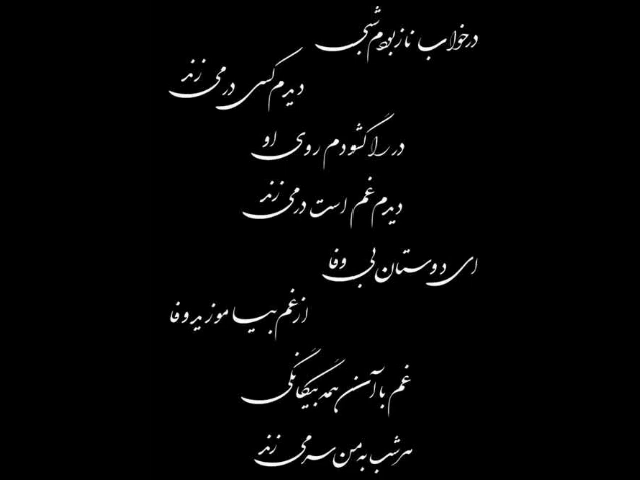 در خواب ناز بودم شبی
دیدم کسی در می زند
در را گشودم روی او
دیدم غم است در می زند
ای دوستان بی وفا
از غم بیاموزید وفا
غم با آن همه بیگانگی
هر شب به من سر می زند